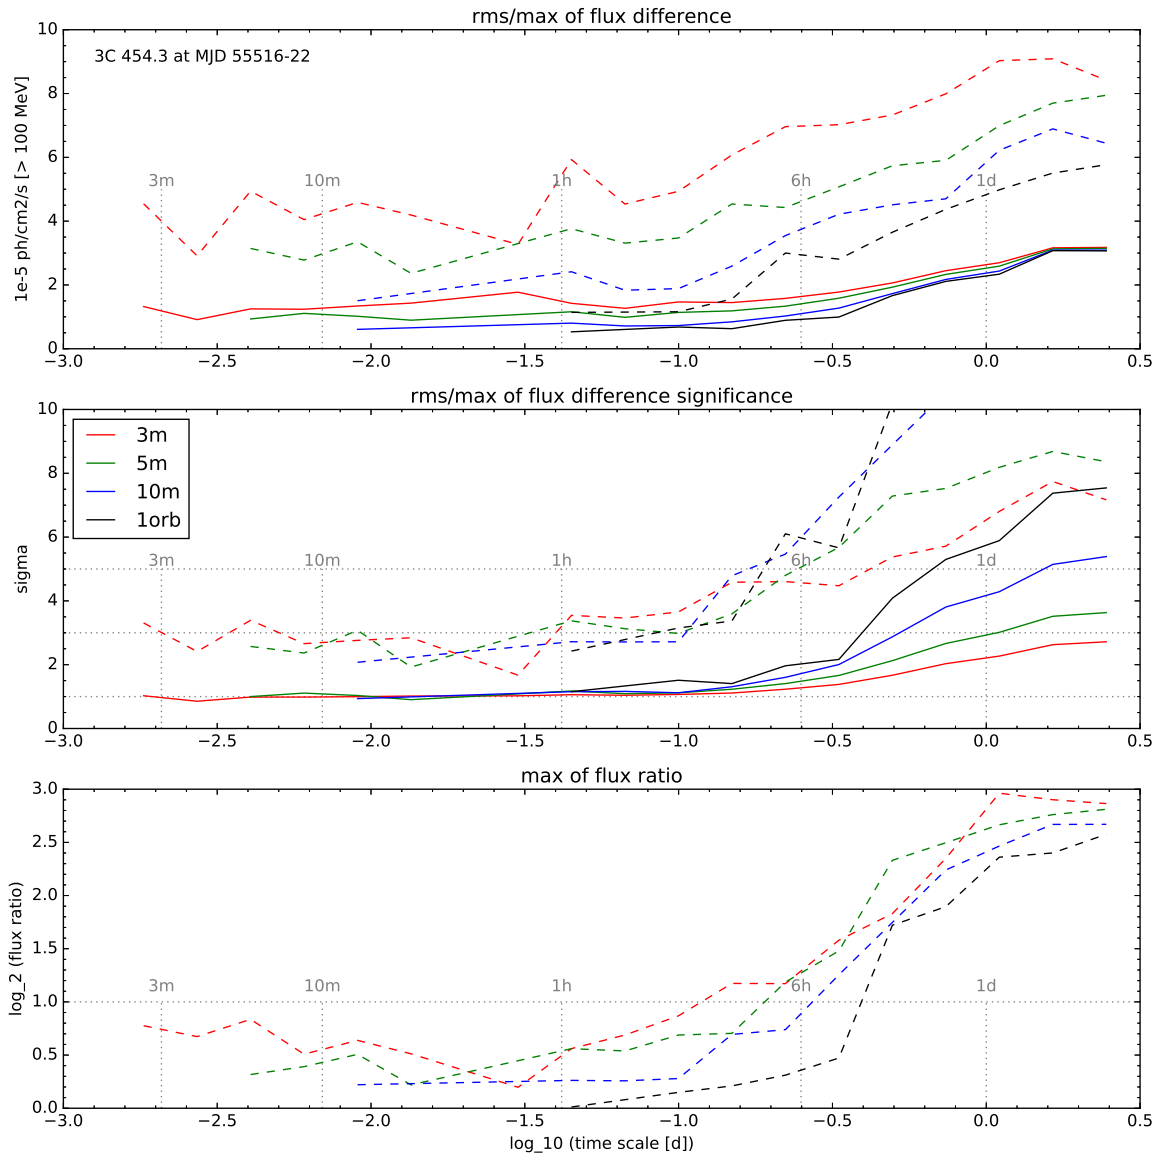 rms/max of flux difference
3C 454.3 at MJD 55516-22
1e-5 ph/cm2/s [> 100 MeV]
10
8
6
4
2
0
3m 10m 1h 6h 1d
−3.0 −2.5 −2.0 −1.5 −1.0 −0.5 0.0 0.5
rms/max of flux difference significance
sigma
10
8
6
4
2
0
3m
5m
10m
1orb
3m 10m 1h 6h 1d
−3.0 −2.5 −2.0 −1.5 −1.0 −0.5 0.0 0.5
max of flux ratio
log_2 (flux ratio)
3.0
2.5
2.0
1.5
1.0
0.5
0.0
3m 10m 1h 6h 1d
−3.0 −2.5 −2.0 −1.5 −1.0 −0.5 0.0 0.5
log_10 (time scale [d])